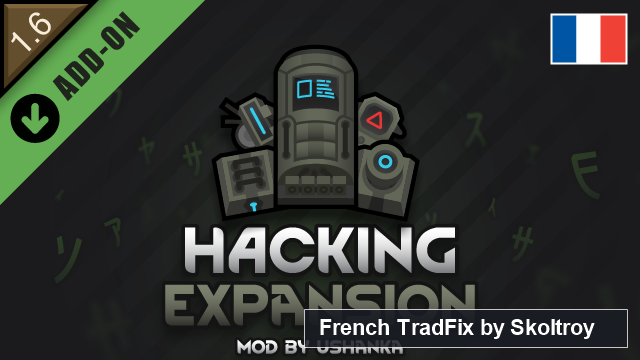 1.6
ADD-ON
HACKING
EXPANSION
French TradFix by Skoltroy
MOD BY USHANKA